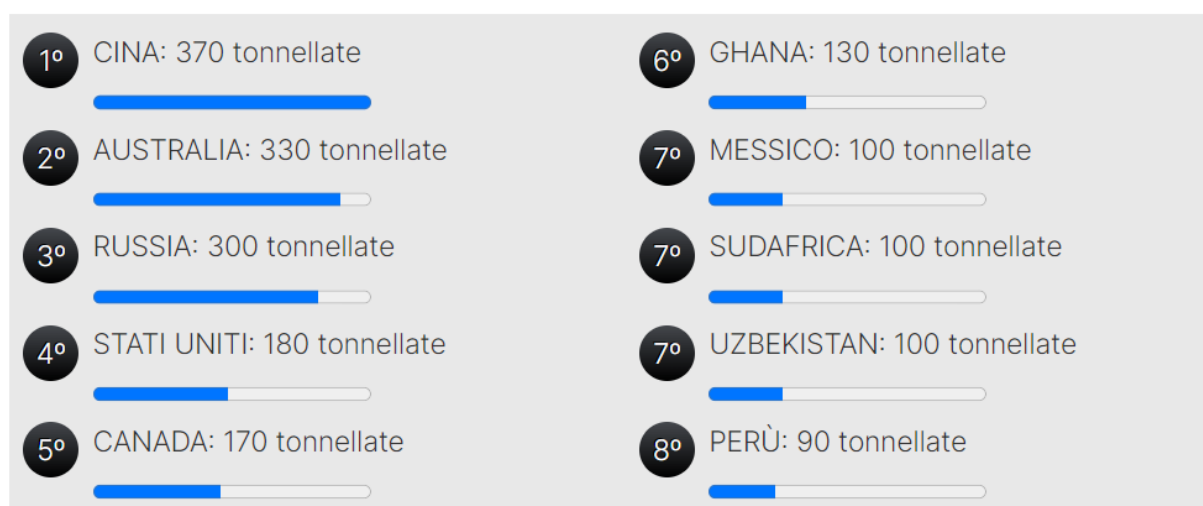 1º CINA: 370 tonnellate
2º AUSTRALIA: 330 tonnellate
3º RUSSIA: 300 tonnellate
4º STATI UNITI: 180 tonnellate
5º CANADA: 170 tonnellate
6º GHANA: 130 tonnellate
7º MESSICO: 100 tonnellate
7º SUDAFRICA: 100 tonnellate
7º UZBEKISTAN: 100 tonnellate
8º PERÙ: 90 tonnellate